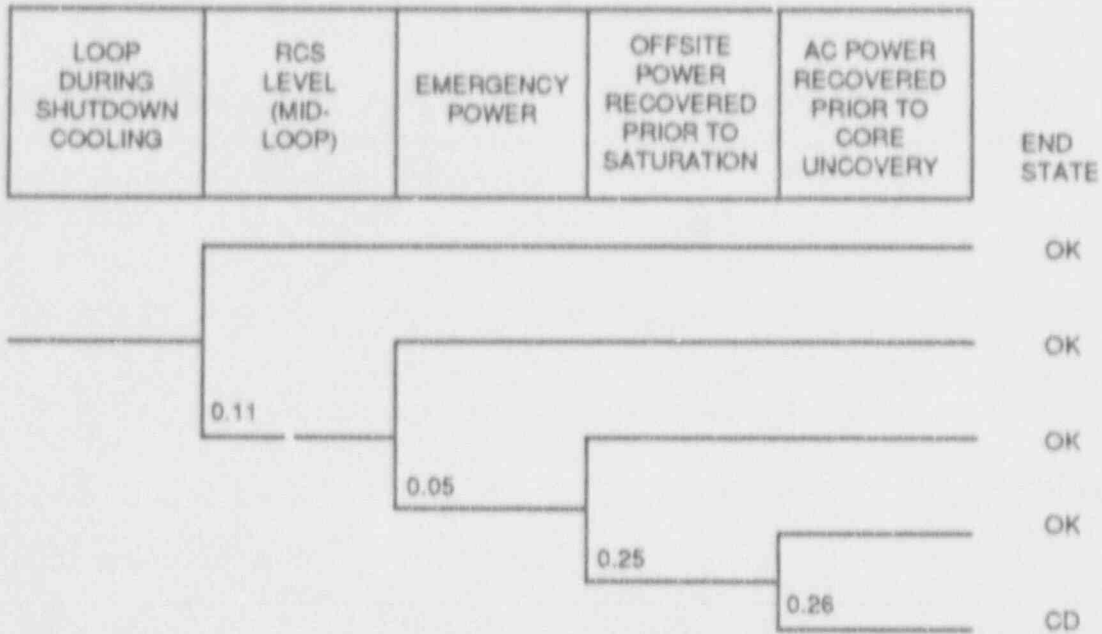 LOOP
DURING
SHUTDOWN
COOLING
RCS
LEVEL
(MID-
LOOP)
EMERGENCY
POWER
OFFSITE
POWER
RECOVERED
PRIOR TO
SATURATION
AC POWER
RECOVERED
PRIOR TO
CORE
UNCOVERY
END
STATE
OK
OK
0.11
OK
0.05
OK
0.25
0.26
CD